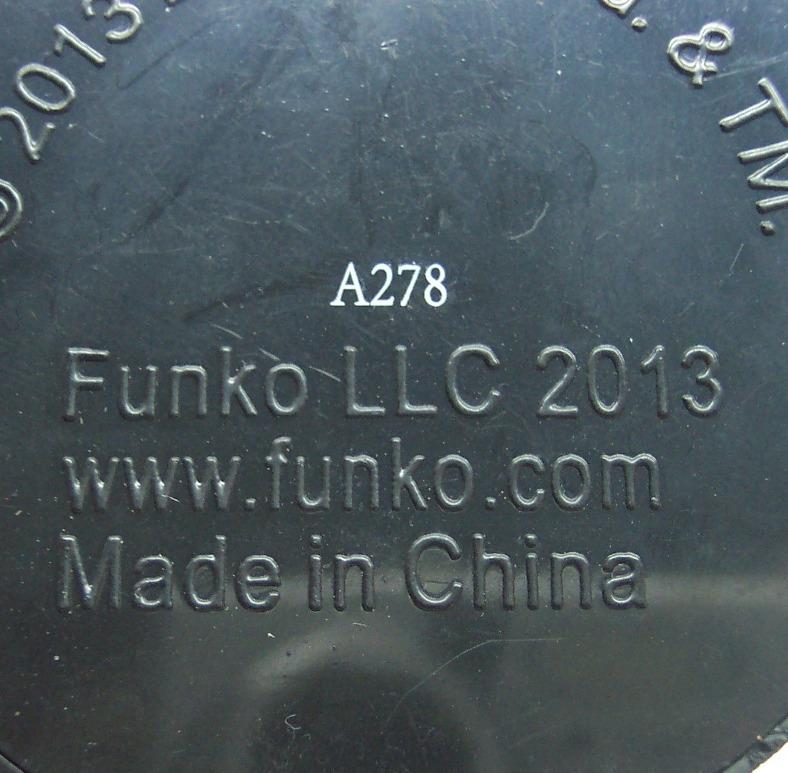 © 2013 & TM.
A278
Funko LLC 2013
www.funko.com
Made in China